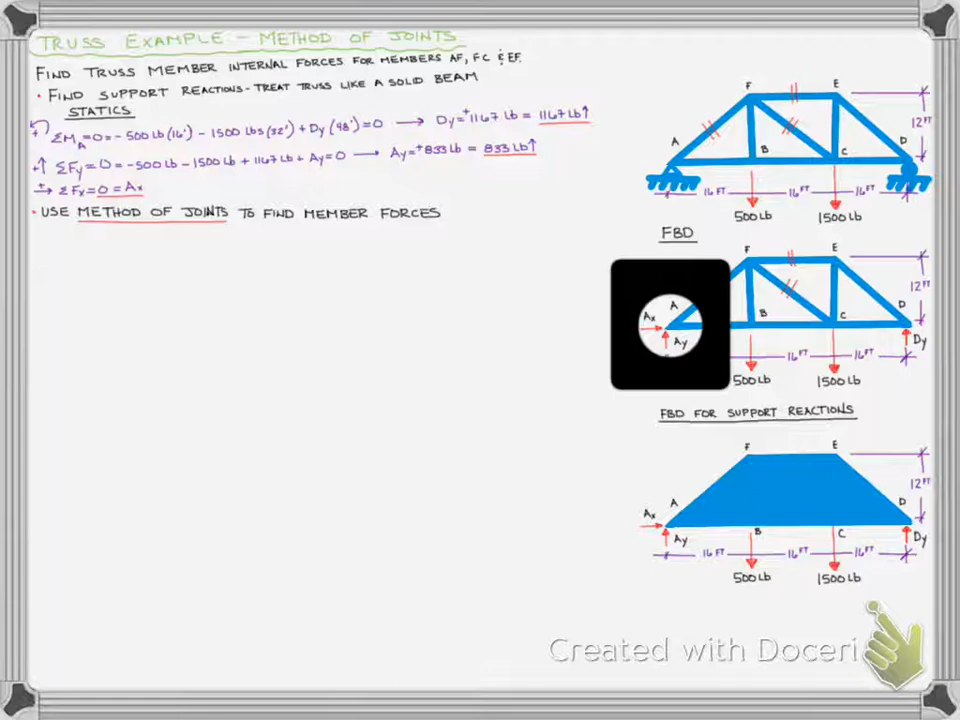 TRUSS EXAMPLE - METHOD OF JOINTS
FIND TRUSS MEMBER INTERNAL FORCES FOR MEMBERS AF, FC & EF.
• FIND SUPPORT REACTIONS - TREAT TRUSS LIKE A SOLID BEAM
STATICS
+ ΣM_A=0=-500 Lb(16') - 1500 Lbs(32') + Dy(48')=0 → Dy=+1167 Lb = 1167 Lb↑
+↑ ΣFy=0=-500 Lb -1500 Lb + 1167 Lb + Ay=0 → Ay=+833 Lb = 833 Lb↑
+→ ΣFx=0=Ax
• USE METHOD OF JOINTS TO FIND MEMBER FORCES
F E
A B C D
12FT
16FT 16FT 16FT
500 Lb 1500 Lb
FBD
F E
A B C D
Ax Ay Dy
12FT
16FT 16FT
500 Lb 1500 Lb
FBD FOR SUPPORT REACTIONS
F E
A D
12FT
Ax Ay B C Dy
16FT 16FT 16FT
500 Lb 1500 Lb
Created with Doceri